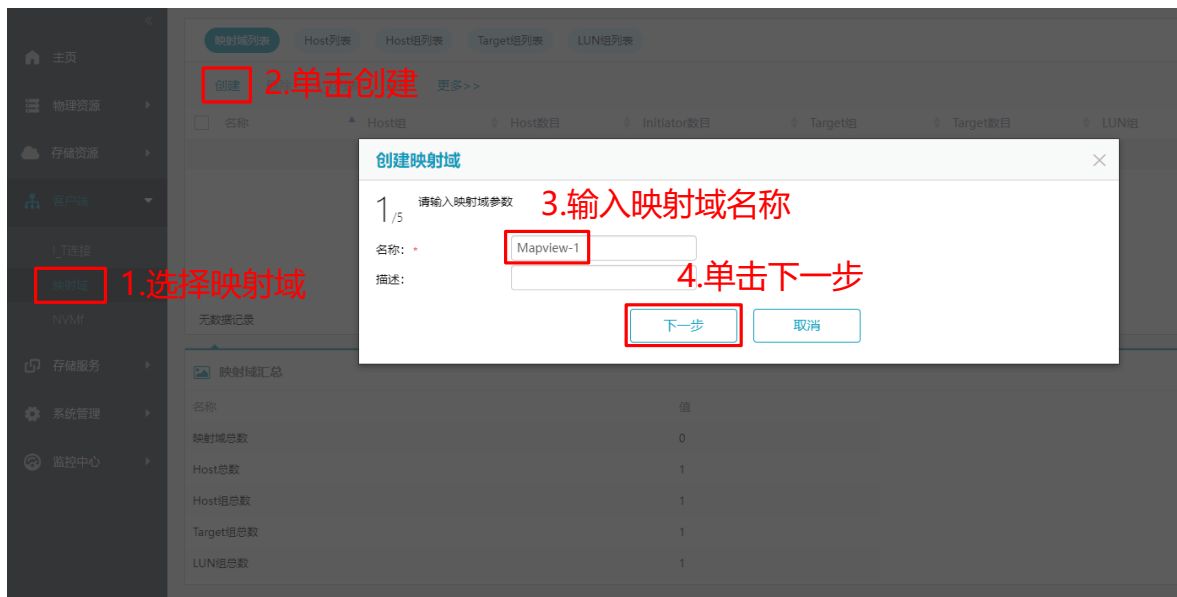 映射域列表 Host列表 Host组列表 Target组列表 LUN组列表
主页
创建 2.单击创建 更多>>
物理资源
名称 Host组 Host数目 Initiator数目 Target组 Target数目 LUN组
存储资源
创建映射域
客户端
1/5 请输入映射域参数 3.输入映射域名称
名称: * Mapview-1
I_T连接
描述: 4.单击下一步
映射域 1.选择映射域
NVMf
无数据记录
下一步 取消
存储服务
映射域汇总
名称 值
系统管理
映射域总数 0
监控中心
Host总数 1
Host组总数 1
Target组总数 1
LUN组总数 1